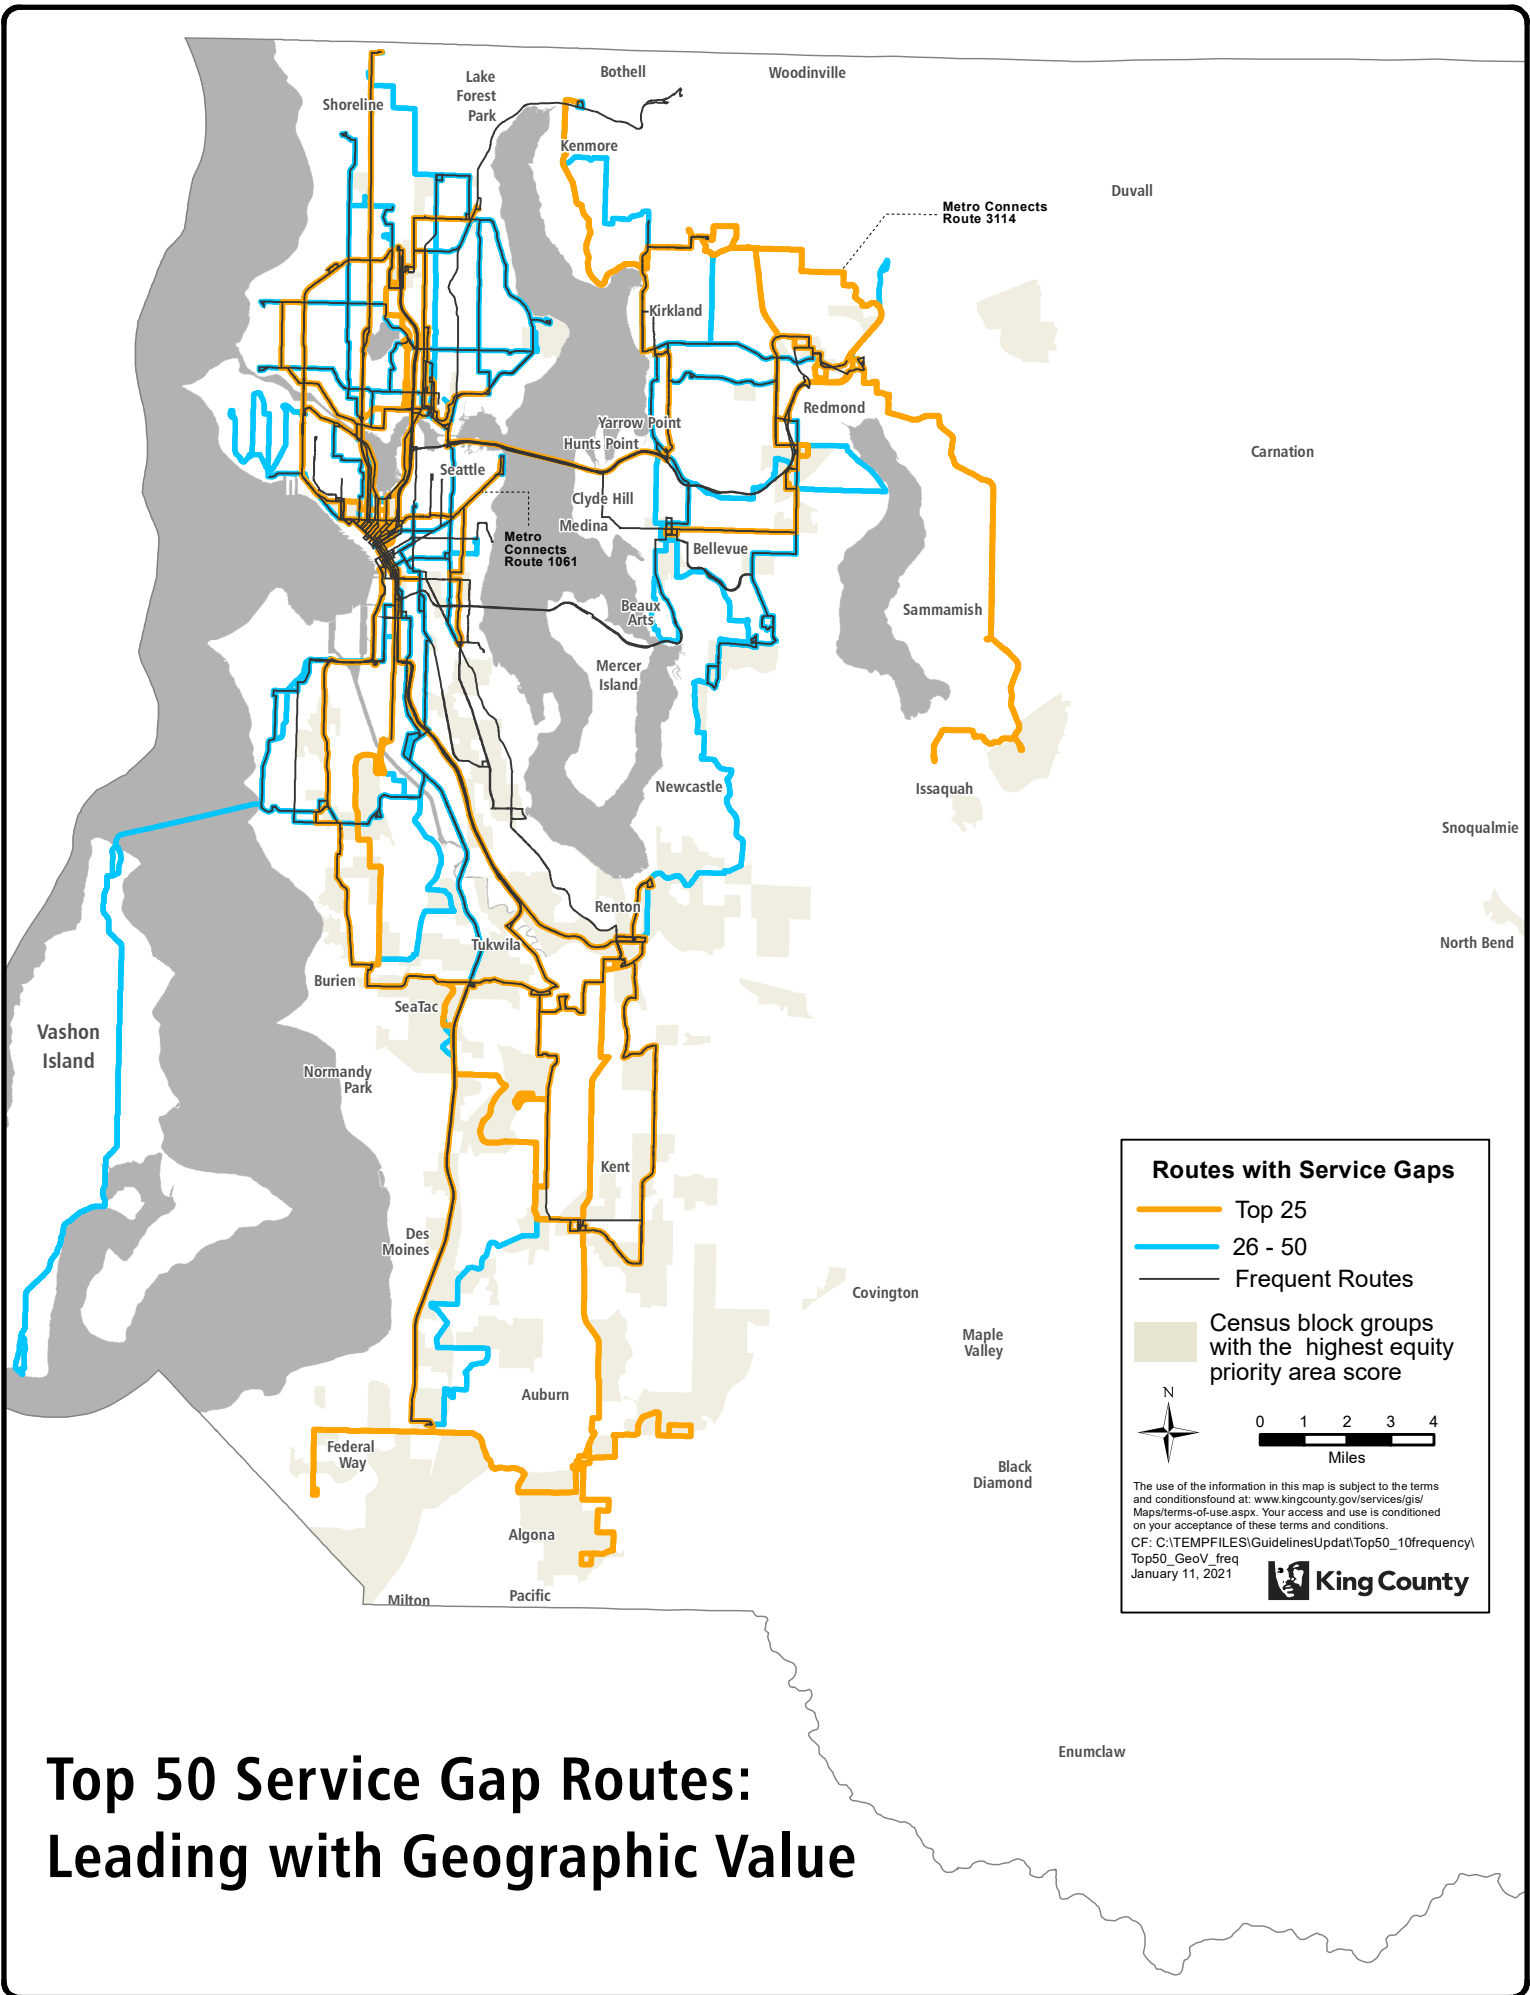 Bothell
Woodinville
Lake
Forest
Park
Shoreline
Kenmore
Duvall
Metro Connects
Route 3114
Kirkland
Redmond
Yarrow Point
Hunts Point
Carnation
Seattle
Clyde Hill
Medina
Metro
Connects
Route 1061
Bellevue
Beaux
Arts
Sammamish
Mercer
Island
Newcastle
Issaquah
Snoqualmie
Renton
Tukwila
North Bend
Burien
SeaTac
Vashon
Island
Normandy
Park
Kent
Des
Moines
Covington
Maple
Valley
Auburn
Federal
Way
Black
Diamond
Algona
Pacific
Milton
Enumclaw
Routes with Service Gaps
Top 25
26 - 50
Frequent Routes
Census block groups
with the highest equity
priority area score
N
0 1 2 3 4
Miles
The use of the information in this map is subject to the terms
and conditionsfound at: www.kingcounty.gov/services/gis/
Maps/terms-of-use.aspx. Your access and use is conditioned
on your acceptance of these terms and conditions.
CF: C:\TEMPFILES\GuidelinesUpdat\Top50_10frequency\
Top50_GeoV_freq
January 11, 2021
King County
Top 50 Service Gap Routes:
Leading with Geographic Value